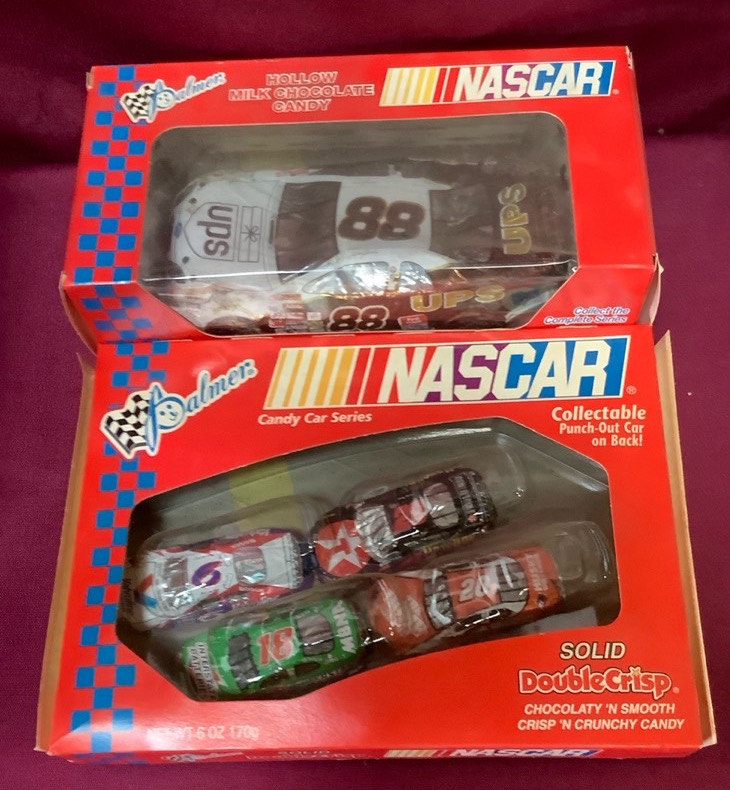 Palmer
HOLLOW
MILK CHOCOLATE
CANDY
NASCAR
88
ups
UPS
UPS
88
Collect the
Complete Series
Palmer
NASCAR®
Candy Car Series
Collectable
Punch-Out Car
on Back!
6
20
18
SOLID
DoubleCrisp®
CHOCOLATY 'N SMOOTH
CRISP 'N CRUNCHY CANDY
NET WT 6 OZ 170g
SOLID
NASCAR